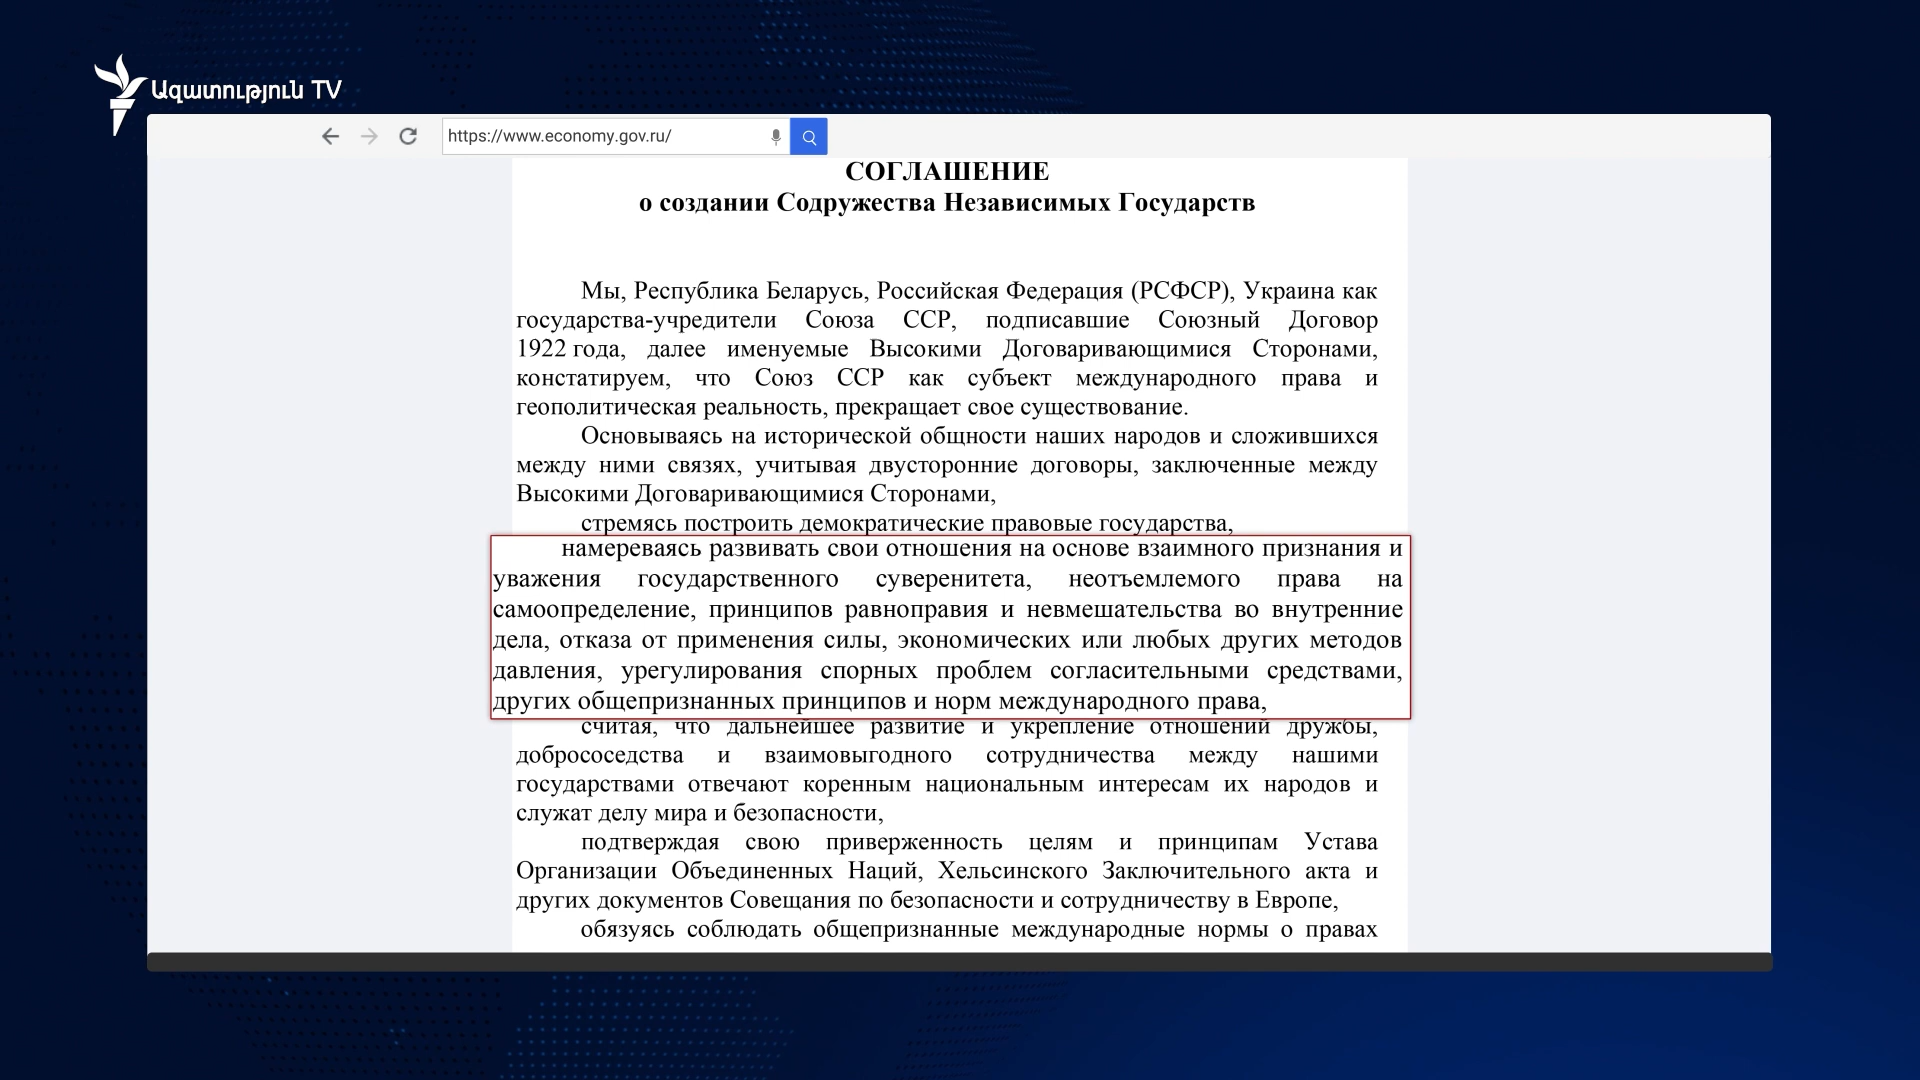 Ազատություն TV
https://www.economy.gov.ru/
СОГЛАШЕНИЕ
о создании Содружества Независимых Государств
Мы, Республика Беларусь, Российская Федерация (РСФСР), Украина как
государства-учредители Союза ССР, подписавшие Союзный Договор
1922 года, далее именуемые Высокими Договаривающимися Сторонами,
констатируем, что Союз ССР как субъект международного права и
геополитическая реальность, прекращает свое существование.
Основываясь на исторической общности наших народов и сложившихся
между ними связях, учитывая двусторонние договоры, заключенные между
Высокими Договаривающимися Сторонами,
стремясь построить демократические правовые государства,
намереваясь развивать свои отношения на основе взаимного признания и
уважения государственного суверенитета, неотъемлемого права на
самоопределение, принципов равноправия и невмешательства во внутренние
дела, отказа от применения силы, экономических или любых других методов
давления, урегулирования спорных проблем согласительными средствами,
других общепризнанных принципов и норм международного права,
считая, что дальнейшее развитие и укрепление отношений дружбы,
добрососедства и взаимовыгодного сотрудничества между нашими
государствами отвечают коренным национальным интересам их народов и
служат делу мира и безопасности,
подтверждая свою приверженность целям и принципам Устава
Организации Объединенных Наций, Хельсинского Заключительного акта и
других документов Совещания по безопасности и сотрудничеству в Европе,
обязуясь соблюдать общепризнанные международные нормы о правах